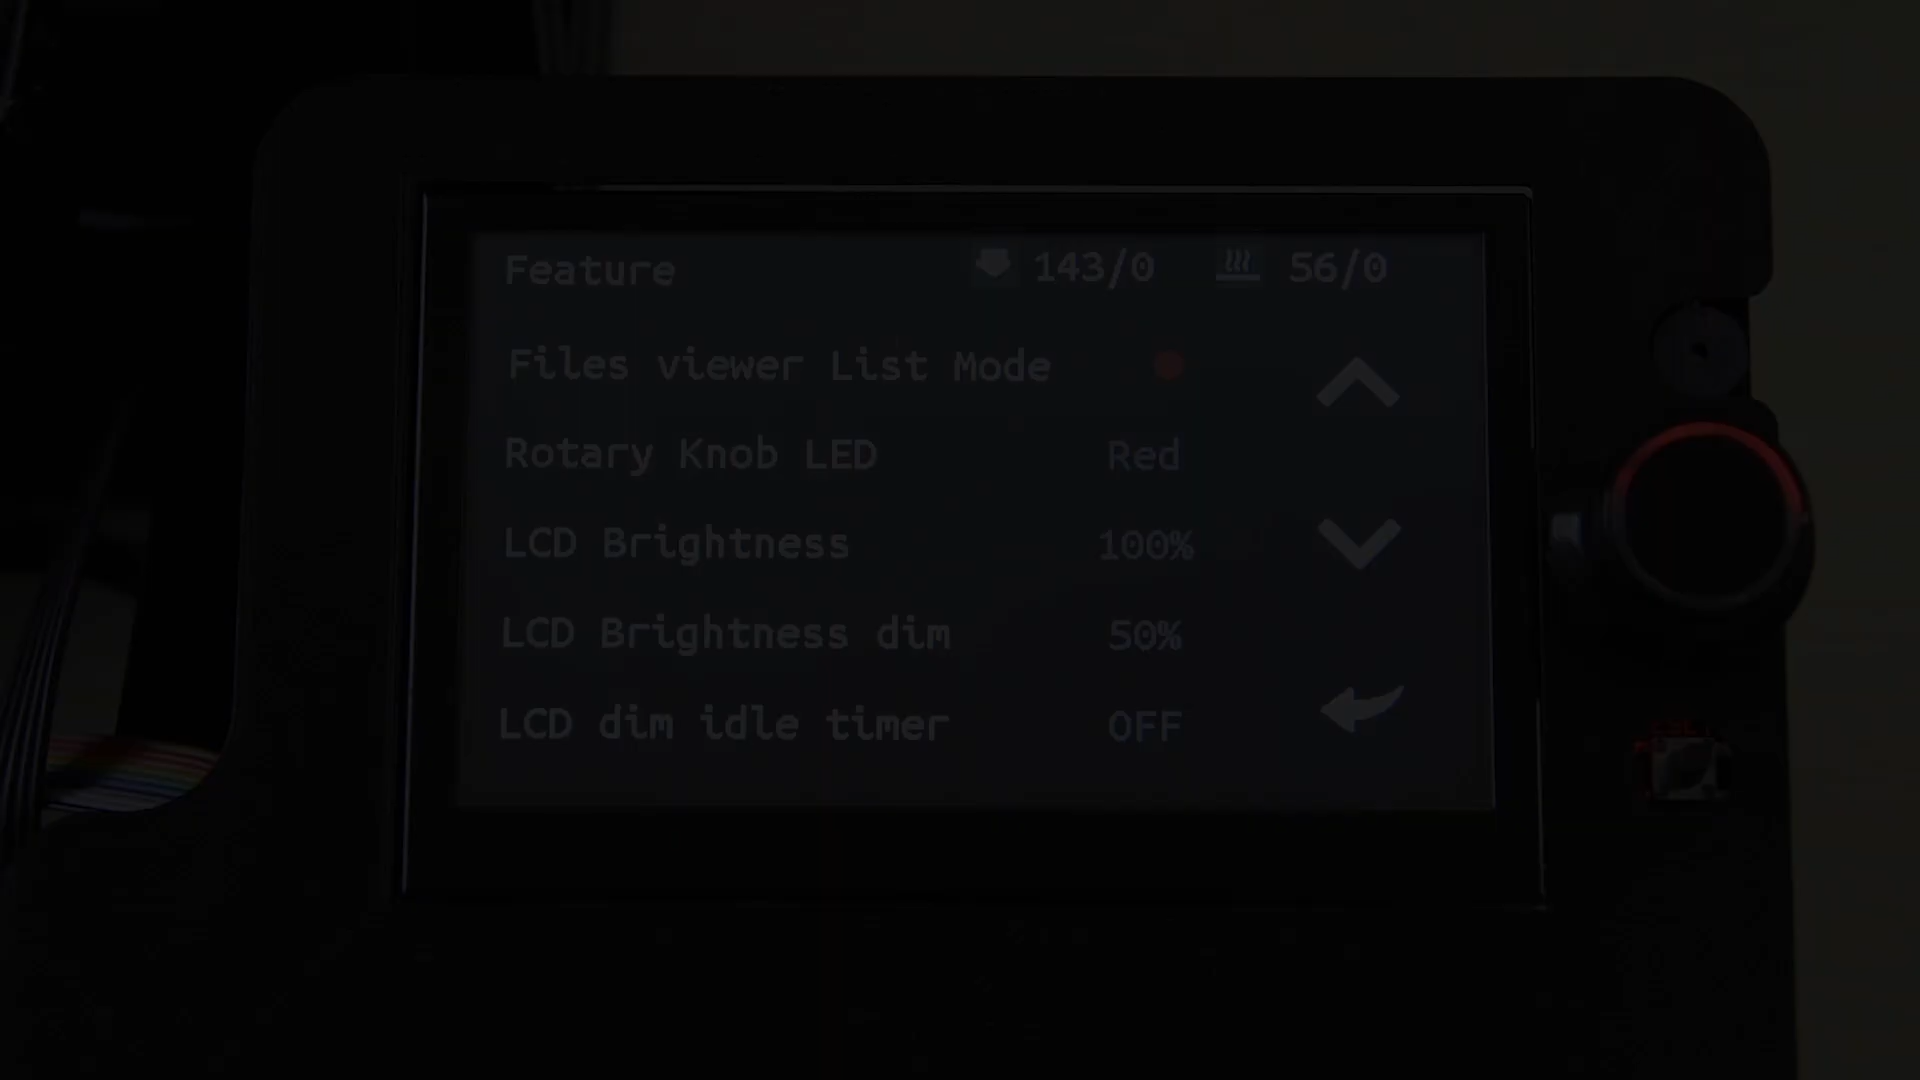 Feature 143/0 56/0
Files viewer List Mode
Rotary Knob LED Red
LCD Brightness 100%
LCD Brightness dim 50%
LCD dim idle timer OFF